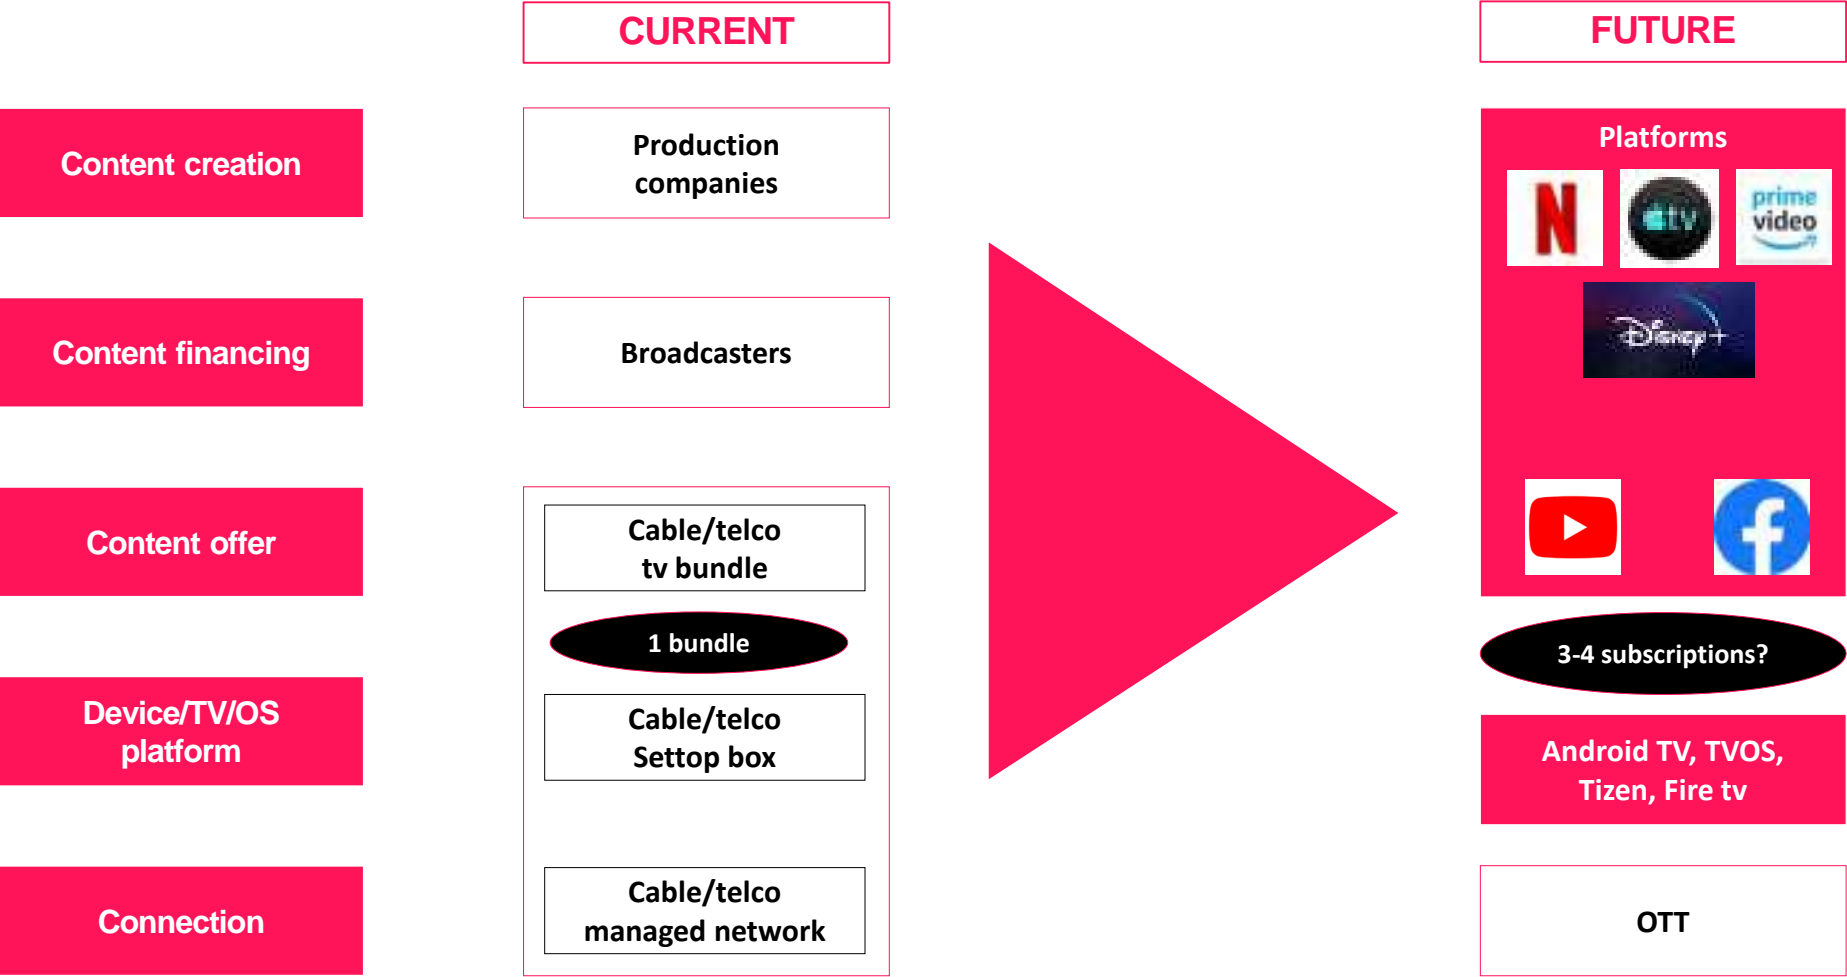 CURRENT
FUTURE
Content creation
Production
companies
Platforms
N
tv
prime
video
Disney+
Content financing
Broadcasters
Content offer
Cable/telco
tv bundle
f
1 bundle
3-4 subscriptions?
Device/TV/OS
platform
Cable/telco
Settop box
Android TV, TVOS,
Tizen, Fire tv
Connection
Cable/telco
managed network
OTT